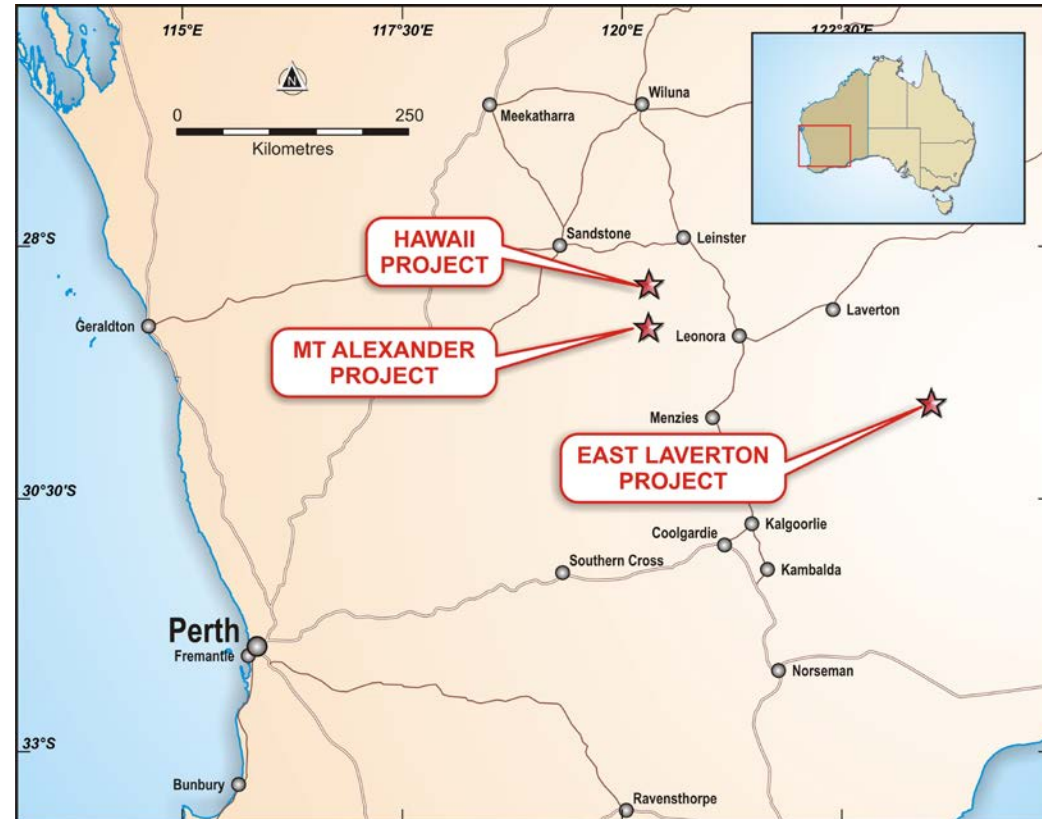 115°E
117°30'E
120°E
122°30'E
N
0
250
Kilometres
Meekatharra
Wiluna
28°S
Sandstone
Leinster
HAWAII
PROJECT
Geraldton
Laverton
Leonora
MT ALEXANDER
PROJECT
Menzies
EAST LAVERTON
PROJECT
30°30'S
Coolgardie
Kalgoorlie
Southern Cross
Kambalda
Perth
Fremantle
Norseman
33°S
Bunbury
Ravensthorpe